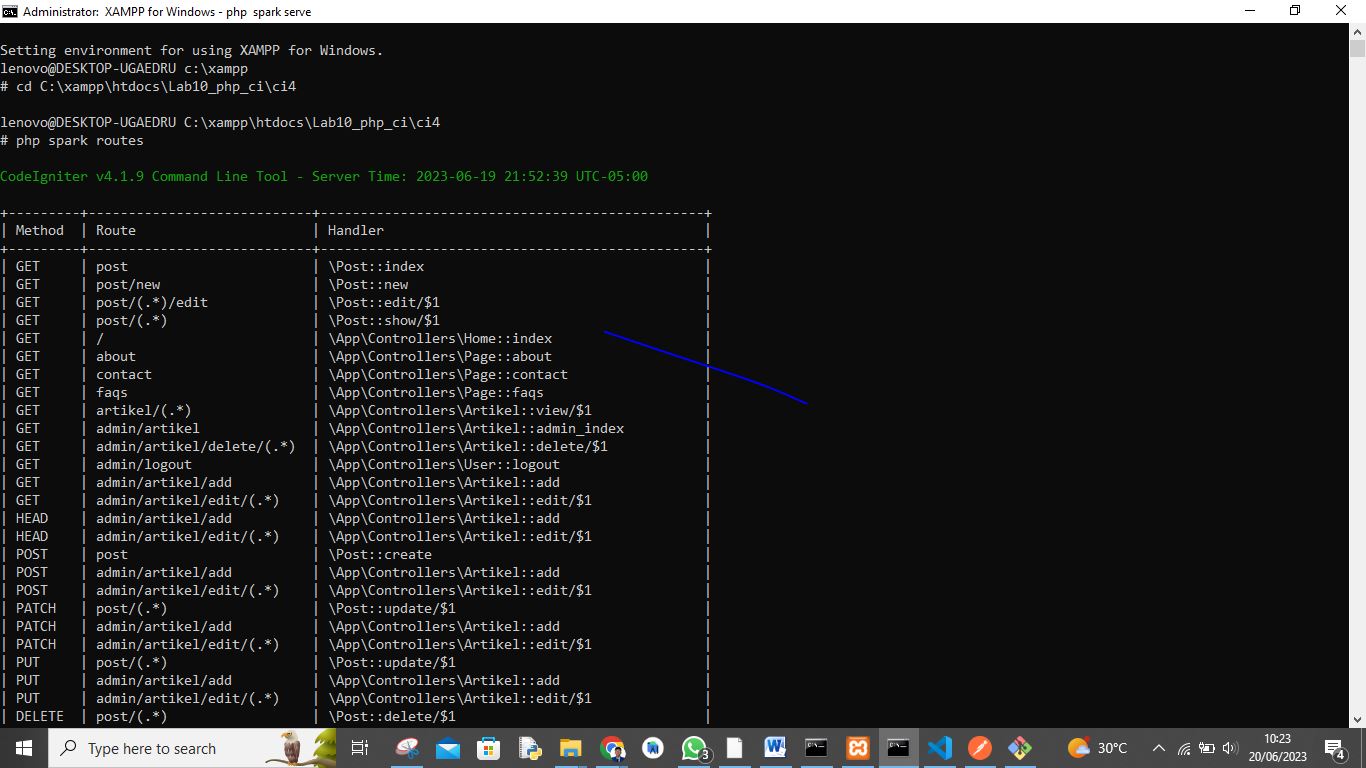 Administrator: XAMPP for Windows - php spark serve
Setting environment for using XAMPP for Windows.
lenovo@DESKTOP-UGAEDRU c:\xampp
# cd C:\xampp\htdocs\Lab10_php_ci\ci4
lenovo@DESKTOP-UGAEDRU C:\xampp\htdocs\Lab10_php_ci\ci4
# php spark routes
CodeIgniter v4.1.9 Command Line Tool - Server Time: 2023-06-19 21:52:39 UTC-05:00
+---------+----------------------------+------------------------------------------------+
| Method | Route | Handler |
+---------+----------------------------+------------------------------------------------+
| GET | post | \Post::index |
| GET | post/new | \Post::new |
| GET | post/(.*)/edit | \Post::edit/$1 |
| GET | post/(.*) | \Post::show/$1 |
| GET | / | \App\Controllers\Home::index |
| GET | about | \App\Controllers\Page::about |
| GET | contact | \App\Controllers\Page::contact |
| GET | faqs | \App\Controllers\Page::faqs |
| GET | artikel/(.*) | \App\Controllers\Artikel::view/$1 |
| GET | admin/artikel | \App\Controllers\Artikel::admin_index |
| GET | admin/artikel/delete/(.*) | \App\Controllers\Artikel::delete/$1 |
| GET | admin/logout | \App\Controllers\User::logout |
| GET | admin/artikel/add | \App\Controllers\Artikel::add |
| GET | admin/artikel/edit/(.*) | \App\Controllers\Artikel::edit/$1 |
| HEAD | admin/artikel/add | \App\Controllers\Artikel::add |
| HEAD | admin/artikel/edit/(.*) | \App\Controllers\Artikel::edit/$1 |
| POST | post | \Post::create |
| POST | admin/artikel/add | \App\Controllers\Artikel::add |
| POST | admin/artikel/edit/(.*) | \App\Controllers\Artikel::edit/$1 |
| PATCH | post/(.*) | \Post::update/$1 |
| PATCH | admin/artikel/add | \App\Controllers\Artikel::add |
| PATCH | admin/artikel/edit/(.*) | \App\Controllers\Artikel::edit/$1 |
| PUT | post/(.*) | \Post::update/$1 |
| PUT | admin/artikel/add | \App\Controllers\Artikel::add |
| PUT | admin/artikel/edit/(.*) | \App\Controllers\Artikel::edit/$1 |
| DELETE | post/(.*) | \Post::delete/$1 |
Type here to search
3
30°C
10:23
20/06/2023
4